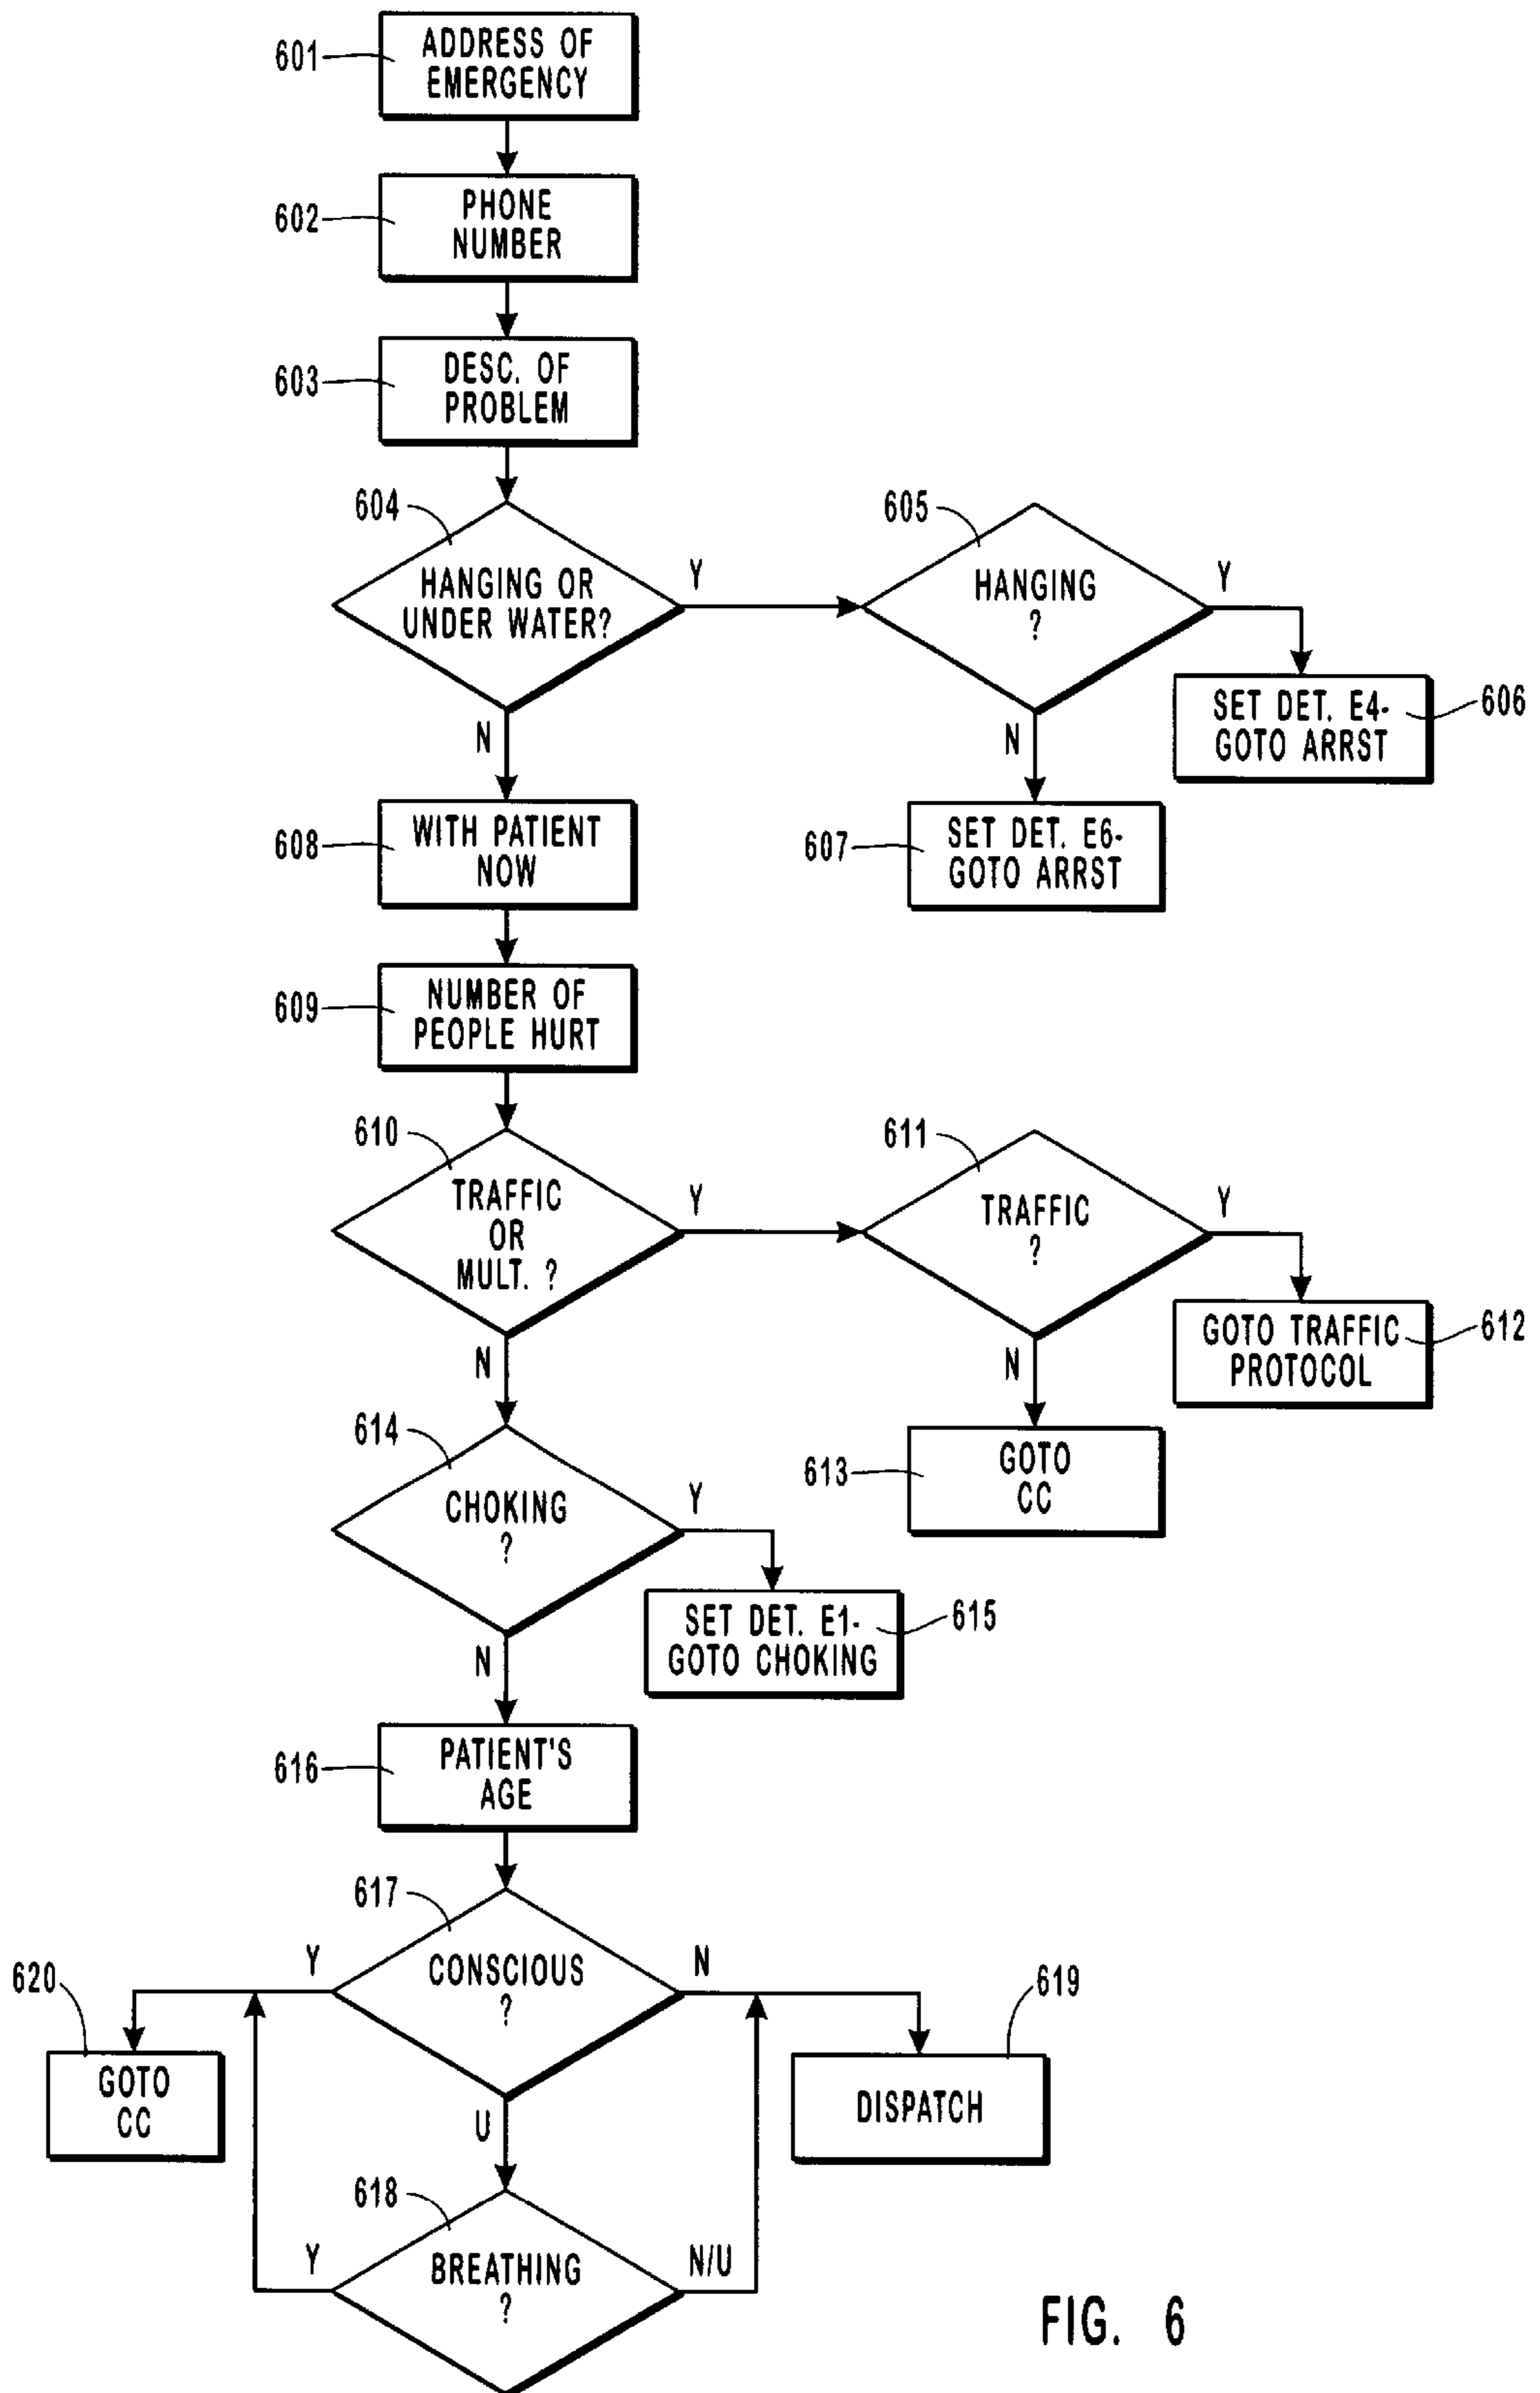 601
ADDRESS OF
EMERGENCY
602
PHONE
NUMBER
603
DESC. OF
PROBLEM
604
HANGING OR
UNDER WATER?
Y
N
605
HANGING
?
Y
N
SET DET. E4-
GOTO ARRST
606
607
SET DET. E6-
GOTO ARRST
608
WITH PATIENT
NOW
609
NUMBER OF
PEOPLE HURT
610
TRAFFIC
OR
MULT. ?
Y
N
611
TRAFFIC
?
Y
N
GOTO TRAFFIC
PROTOCOL
612
613
GOTO
CC
614
CHOKING
?
Y
N
SET DET. E1-
GOTO CHOKING
615
616
PATIENT'S
AGE
617
CONSCIOUS
?
Y
N
U
620
GOTO
CC
619
DISPATCH
618
BREATHING
?
Y
N/U
FIG. 6